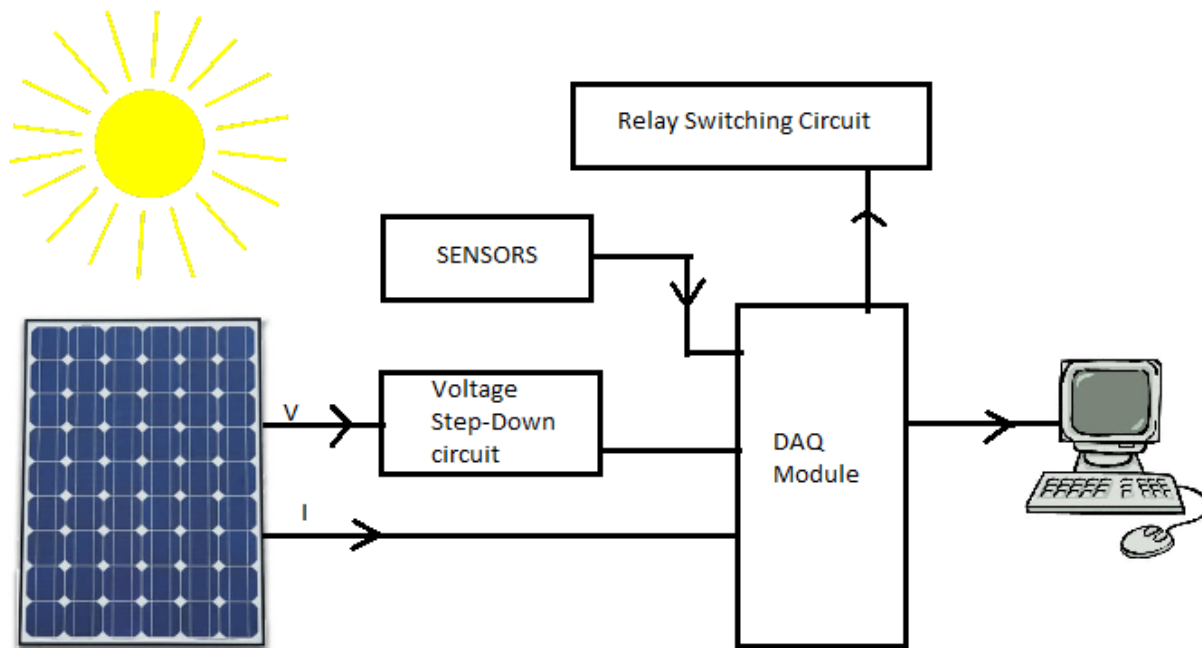 Relay Switching Circuit
SENSORS
V
Voltage
Step-Down
circuit
I
DAQ
Module